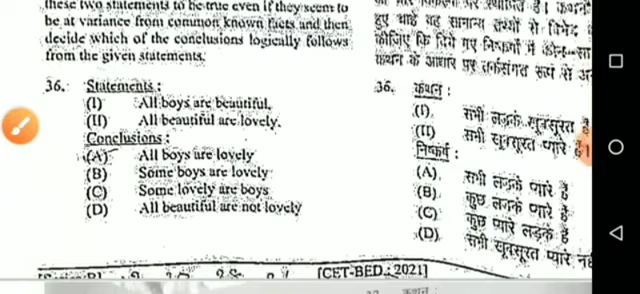 these two statements to be true even if they seem to
be at variance from common known facts and then
decide which of the conclusions logically follows
from the given statements.
36. Statements :
(I) All boys are beautiful.
(II) All beautiful are lovely.
Conclusions :
(A) All boys are lovely
(B) Some boys are lovely
(C) Some lovely are boys
(D) All beautiful are not lovely
[CET-BED.: 2021]
हुए चाहे वह सामान्य तथ्यों से
कीजिए कि दिये गए निष्कर्षों में कौन-सा
कथन के आधार पर तर्कसंगत रूप से
36. कथन :
(I). सभी लड़के खूबसूरत
(II) सभी खूबसूरत प्यारे हैं
निष्कर्ष :
(A). सभी लड़के प्यारे हैं
(B). कुछ लड़के प्यारे हैं
(C). कुछ प्यारे लड़के हैं
(D). सभी खूबसूरत प्यारे